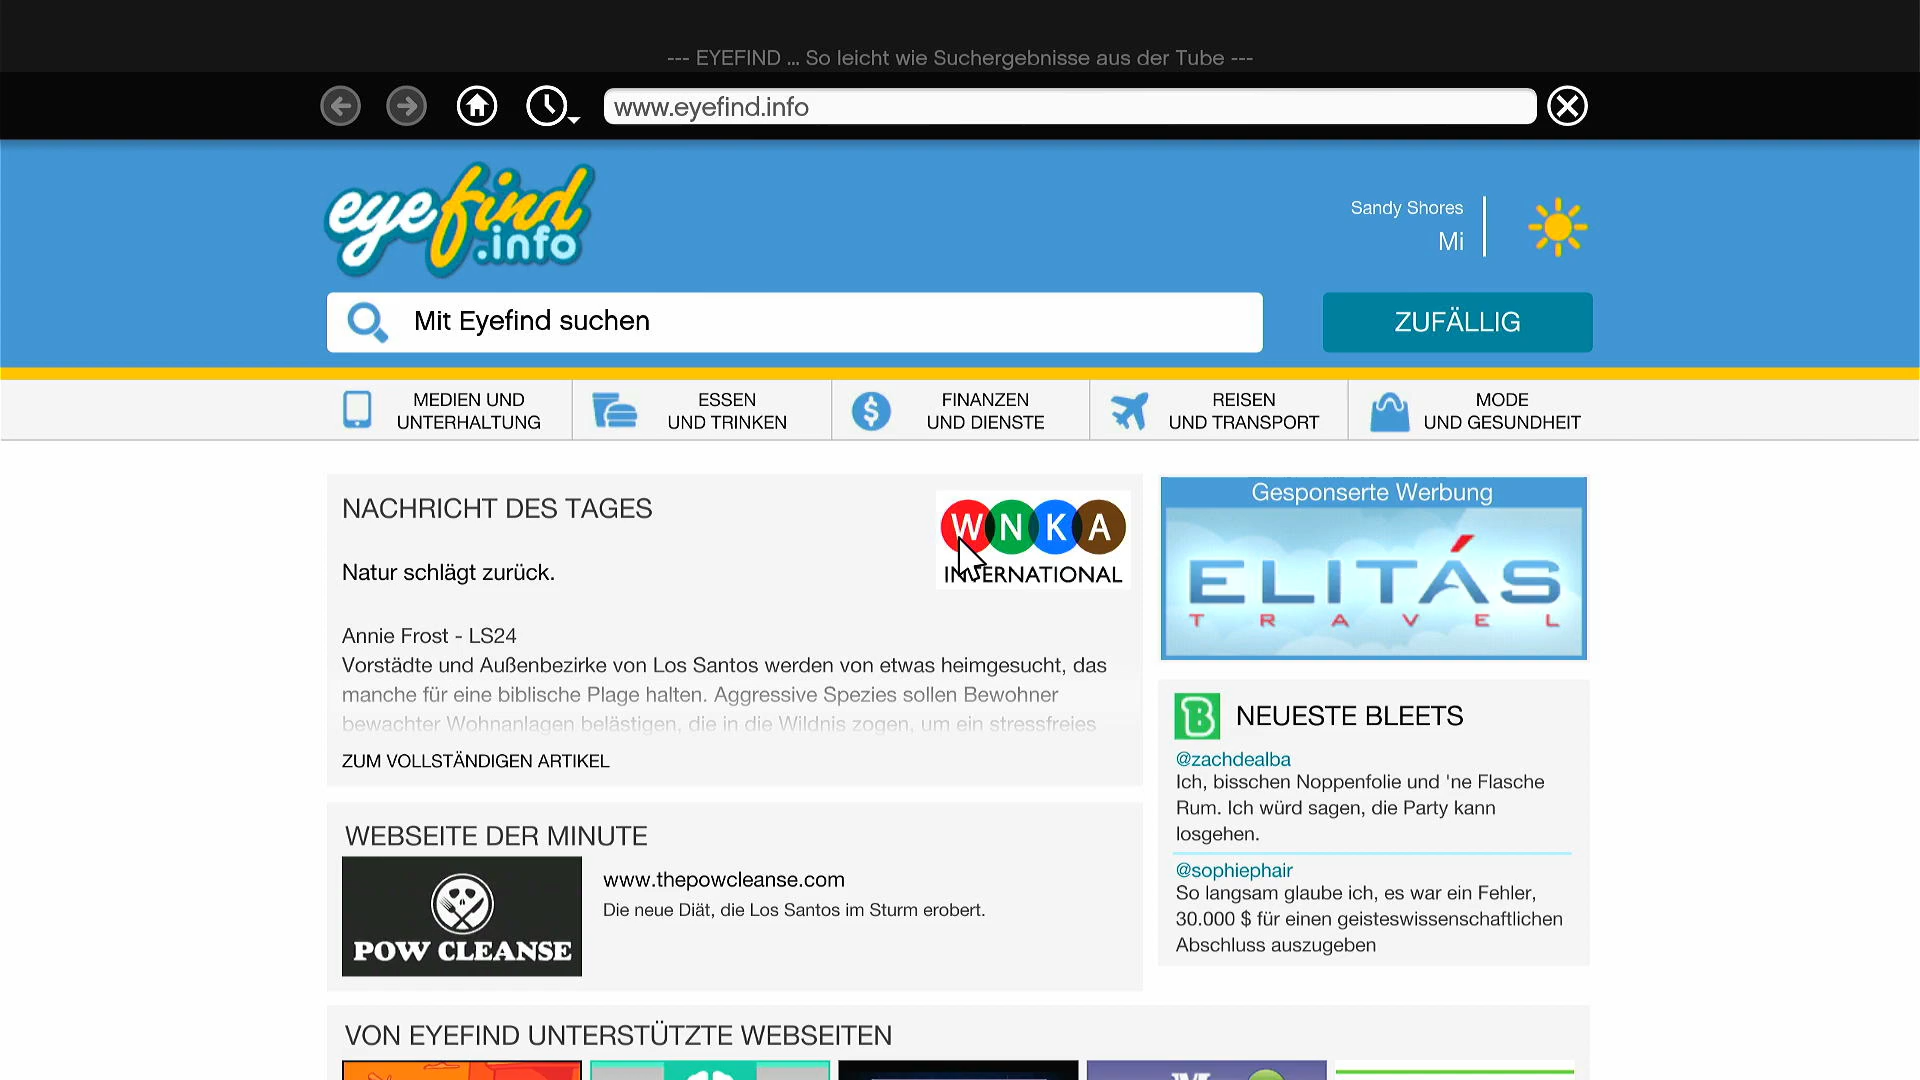 --- EYEFIND ... So leicht wie Suchergebnisse aus der Tube ---
www.eyefind.info
eyefind
.info
Sandy Shores
Mi
Mit Eyefind suchen
ZUFÄLLIG
MEDIEN UND
UNTERHALTUNG
ESSEN
UND TRINKEN
FINANZEN
UND DIENSTE
REISEN
UND TRANSPORT
MODE
UND GESUNDHEIT
NACHRICHT DES TAGES
WNKA
INTERNATIONAL
Natur schlägt zurück.
Annie Frost - LS24
Vorstädte und Außenbezirke von Los Santos werden von etwas heimgesucht, das
manche für eine biblische Plage halten. Aggressive Spezies sollen Bewohner
bewachter Wohnanlagen belästigen, die in die Wildnis zogen, um ein stressfreies
ZUM VOLLSTÄNDIGEN ARTIKEL
Gesponserte Werbung
ELITÁS
TRAVEL
NEUESTE BLEETS
@zachdealba
Ich, bisschen Noppenfolie und 'ne Flasche
Rum. Ich würd sagen, die Party kann
losgehen.
@sophiephair
So langsam glaube ich, es war ein Fehler,
30.000 $ für einen geisteswissenschaftlichen
Abschluss auszugeben
WEBSEITE DER MINUTE
POW CLEANSE
www.thepowcleanse.com
Die neue Diät, die Los Santos im Sturm erobert.
VON EYEFIND UNTERSTÜTZTE WEBSEITEN